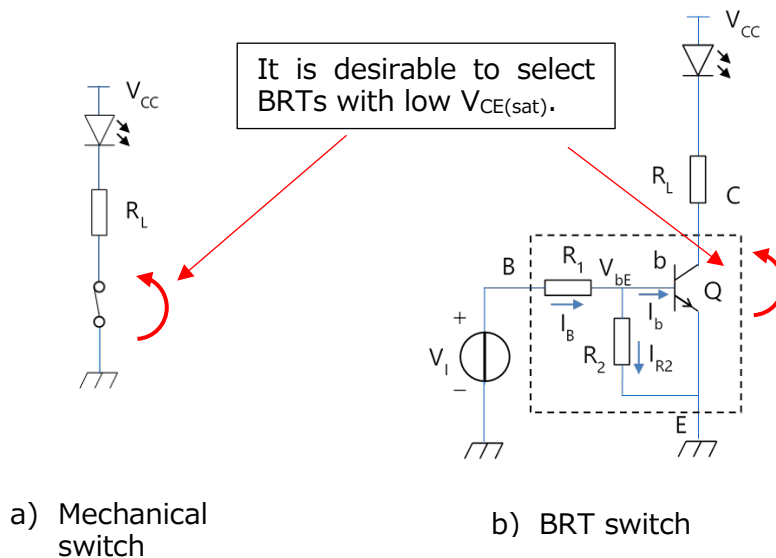 It is desirable to select
BRTs with low VCE(sat).
VCC
RL
VCC
RL
C
B
R1
VbE
b
Q
IB
Ib
+
VI
−
R2
IR2
E
a) Mechanical
switch
b) BRT switch